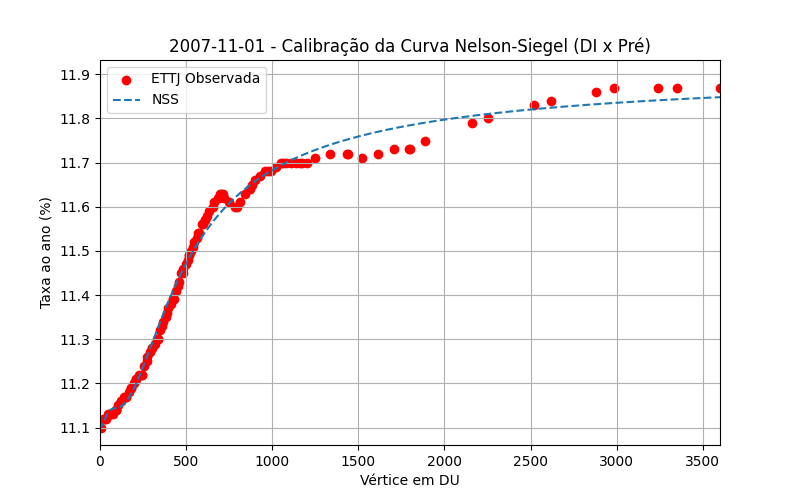 2007-11-01 - Calibração da Curva Nelson-Siegel (DI x Pré)
ETTJ Observada
NSS
Taxa ao ano (%)
11.9
11.8
11.7
11.6
11.5
11.4
11.3
11.2
11.1
0 500 1000 1500 2000 2500 3000 3500
Vértice em DU